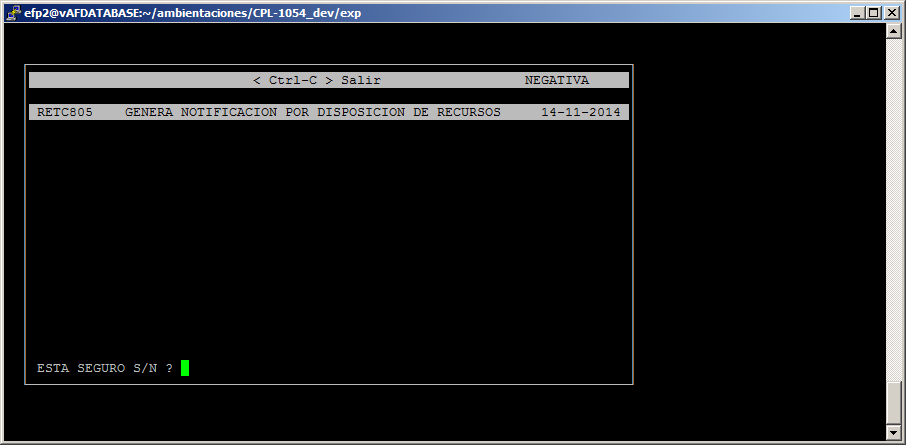 efp2@vAFDATABASE:~/ambientaciones/CPL-1054_dev/exp
< Ctrl-C > Salir NEGATIVA
RETC805 GENERA NOTIFICACION POR DISPOSICION DE RECURSOS 14-11-2014
ESTA SEGURO S/N ?